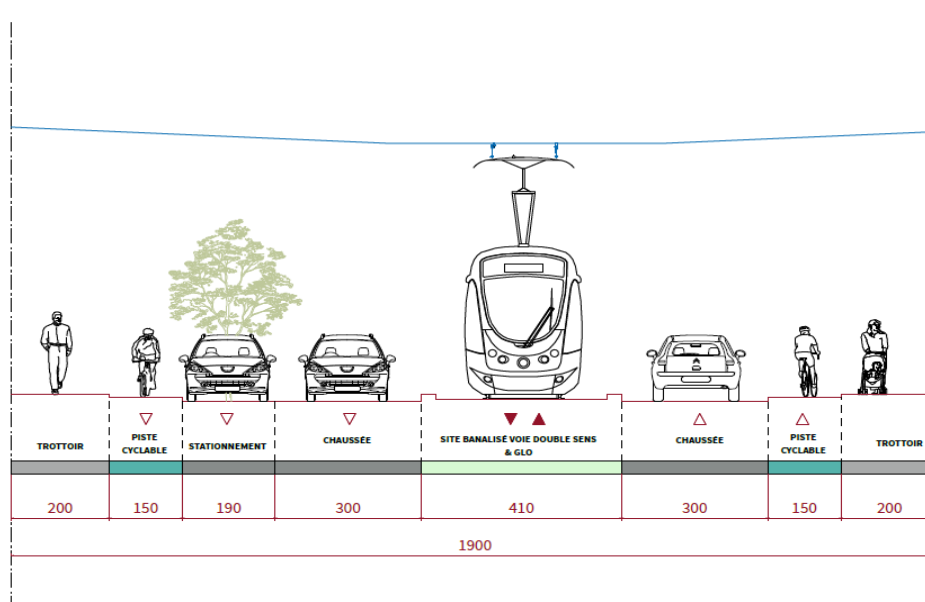 TROTTOIR
PISTE
CYCLABLE
STATIONNEMENT
CHAUSSÉE
SITE BANALISÉ VOIE DOUBLE SENS
& GLO
CHAUSSÉE
PISTE
CYCLABLE
TROTTOIR
200
150
190
300
410
300
150
200
1900